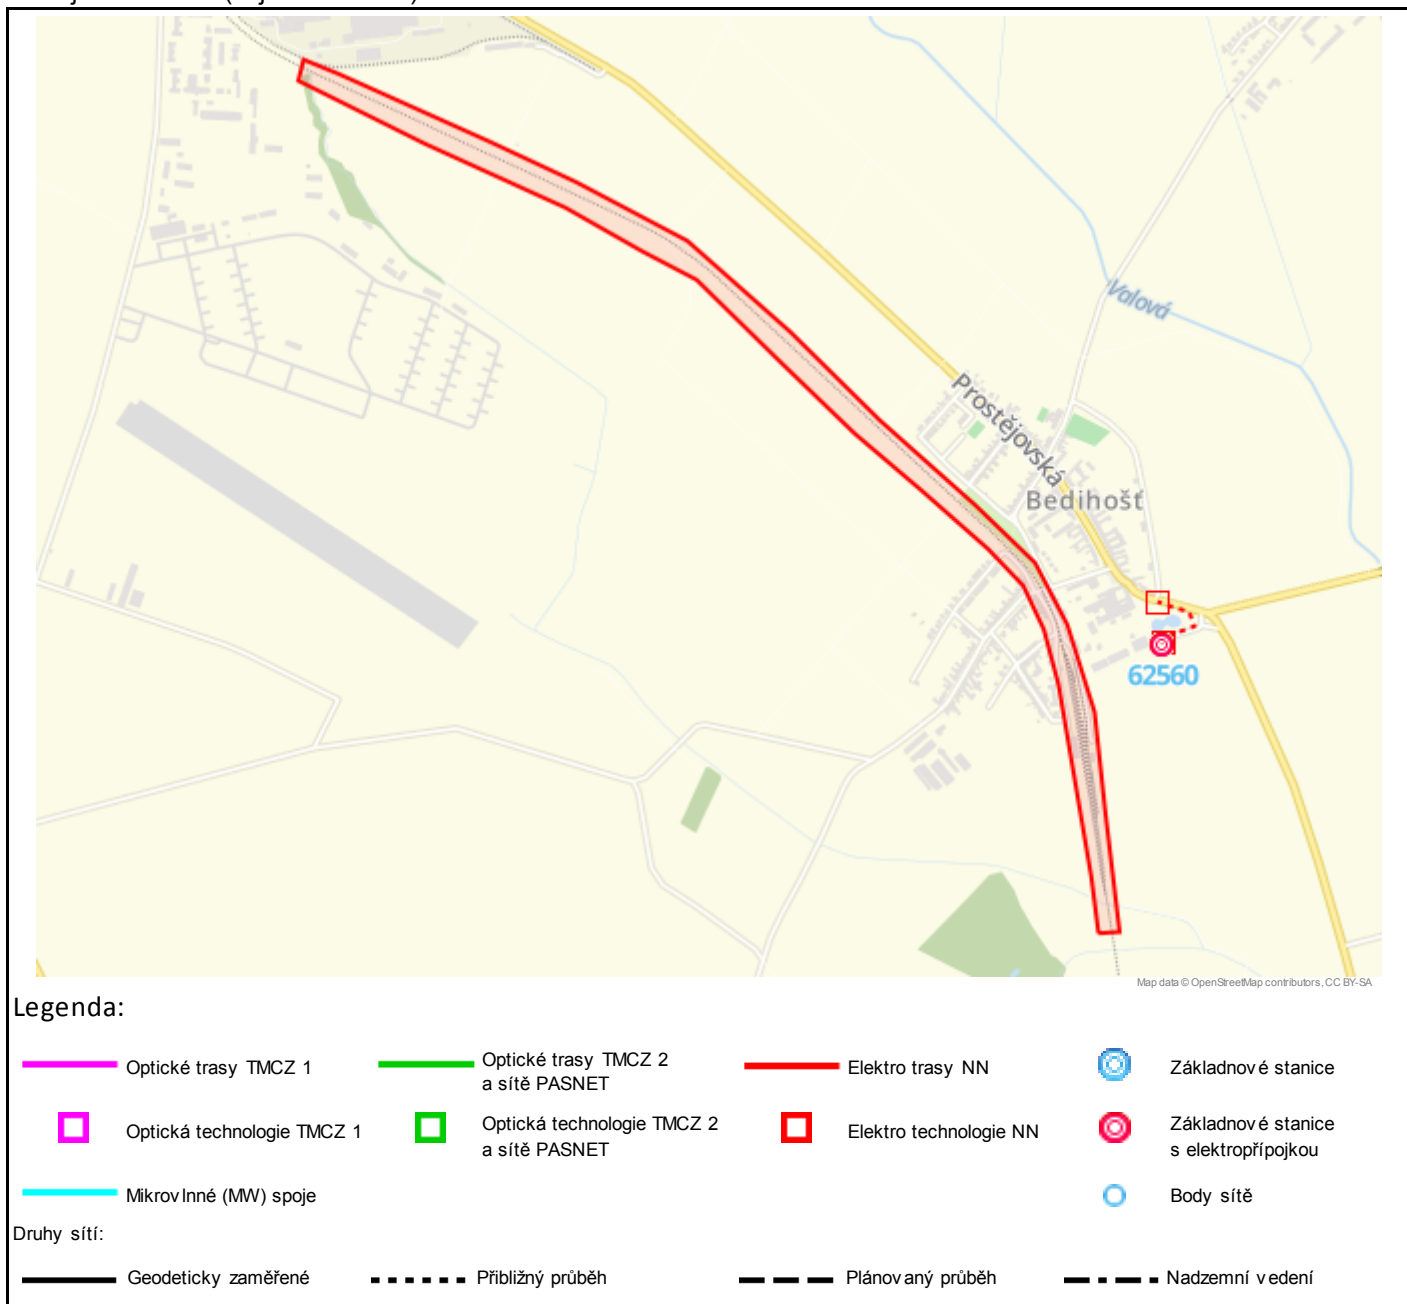 Valová
Prostějovská
Bedihošť
62560
Map data © OpenStreetMap contributors, CC BY-SA
Legenda:
Optické trasy TMCZ 1
Optické trasy TMCZ 2
a sítě PASNET
Elektro trasy NN
Základnové stanice
Optická technologie TMCZ 1
Optická technologie TMCZ 2
a sítě PASNET
Elektro technologie NN
Základnové stanice
s elektropřípojkou
Mikrovlnné (MW) spoje
Body sítě
Druhy sítí:
Geodeticky zaměřené
Přibližný průběh
Plánovaný průběh
Nadzemní vedení